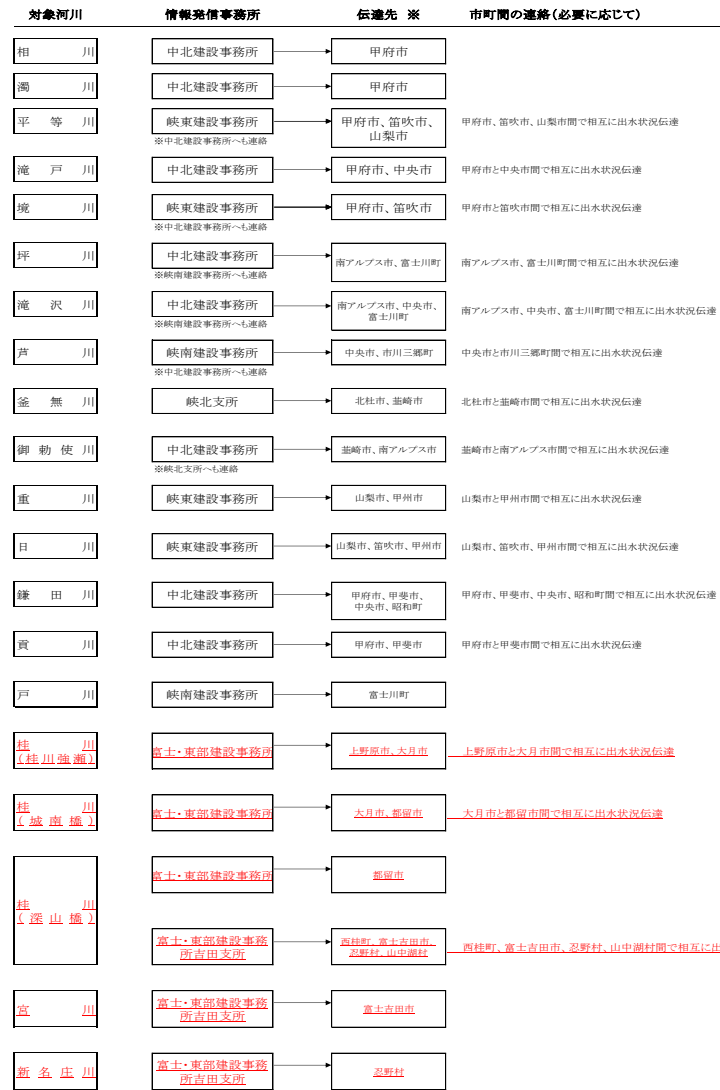 対象河川 情報発信事務所 伝達先 ※ 市町間の連絡(必要に応じて)
相川 中北建設事務所 甲府市
濁川 中北建設事務所 甲府市
平等川 峡東建設事務所 甲府市、笛吹市、 甲府市、笛吹市、山梨市間で相互に出水状況伝達
山梨市
※中北建設事務所へも連絡
滝戸川 中北建設事務所 甲府市、中央市 甲府市と中央市間で相互に出水状況伝達
境川 峡東建設事務所 甲府市、笛吹市 甲府市と笛吹市間で相互に出水状況伝達
※中北建設事務所へも連絡
坪川 中北建設事務所 南アルプス市、富士川町 南アルプス市、富士川町間で相互に出水状況伝達
※峡南建設事務所へも連絡
滝沢川 中北建設事務所 南アルプス市、中央市、 南アルプス市、中央市、富士川町間で相互に出水状況伝達
富士川町
※峡南建設事務所へも連絡
芦川 峡南建設事務所 中央市、市川三郷町 中央市と市川三郷町間で相互に出水状況伝達
※中北建設事務所へも連絡
釜無川 峡北支所 北杜市、韮崎市 北杜市と韮崎市間で相互に出水状況伝達
御勅使川 中北建設事務所 韮崎市、南アルプス市 韮崎市と南アルプス市間で相互に出水状況伝達
※峡北支所へも連絡
重川 峡東建設事務所 山梨市、甲州市 山梨市と甲州市間で相互に出水状況伝達
日川 峡東建設事務所 山梨市、笛吹市、甲州市 山梨市、笛吹市、甲州市間で相互に出水状況伝達
鎌田川 中北建設事務所 甲府市、甲斐市、 甲府市、甲斐市、中央市、昭和町間で相互に出水状況伝達
中央市、昭和町
貢川 中北建設事務所 甲府市、甲斐市 甲府市と甲斐市間で相互に出水状況伝達
戸川 峡南建設事務所 富士川町
桂川 富士・東部建設事務所 上野原市、大月市 上野原市と大月市間で相互に出水状況伝達
(桂川強瀬)
桂川 富士・東部建設事務所 大月市、都留市 大月市と都留市間で相互に出水状況伝達
(城南橋)
富士・東部建設事務所 都留市
桂川
(深山橋)
富士・東部建設事務 西桂町、富士吉田市、 西桂町、富士吉田市、忍野村、山中湖村間で相互に出
所吉田支所 忍野村、山中湖村
宮川 富士・東部建設事務 富士吉田市
所吉田支所
新名庄川 富士・東部建設事務 忍野村
所吉田支所